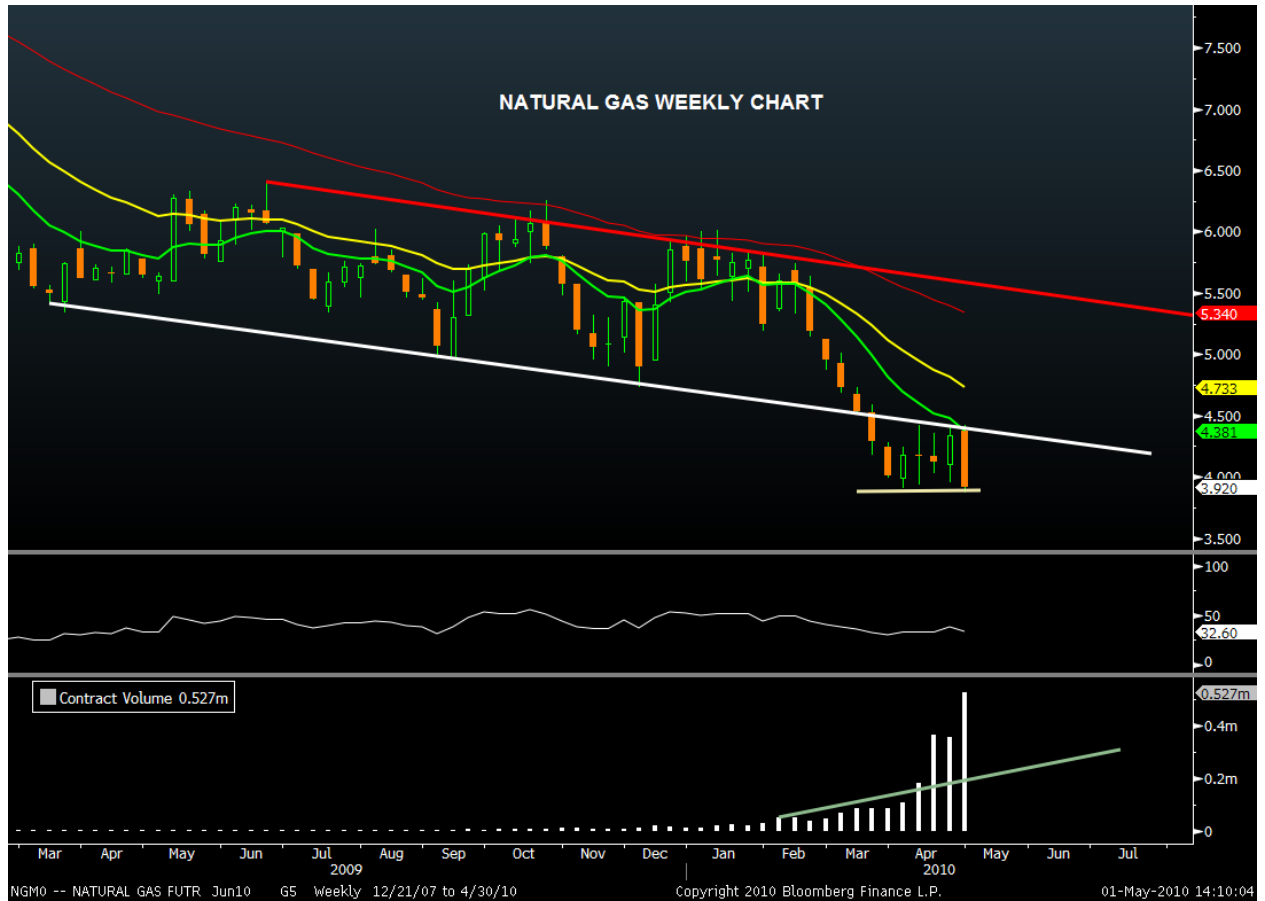 NATURAL GAS WEEKLY CHART
7.500
7.000
6.500
6.000
5.500
5.340
5.000
4.733
4.500
4.381
4.000
3.920
3.500
100
50
32.60
0
Contract Volume 0.527m
0.527m
0.4m
0.2m
0
Mar Apr May Jun Jul Aug Sep Oct Nov Dec Jan Feb Mar Apr May Jun Jul
2009 2010
NGM0 -- NATURAL GAS FUTR Jun10 G5 Weekly 12/21/07 to 4/30/10 Copyright 2010 Bloomberg Finance L.P. 01-May-2010 14:10:04